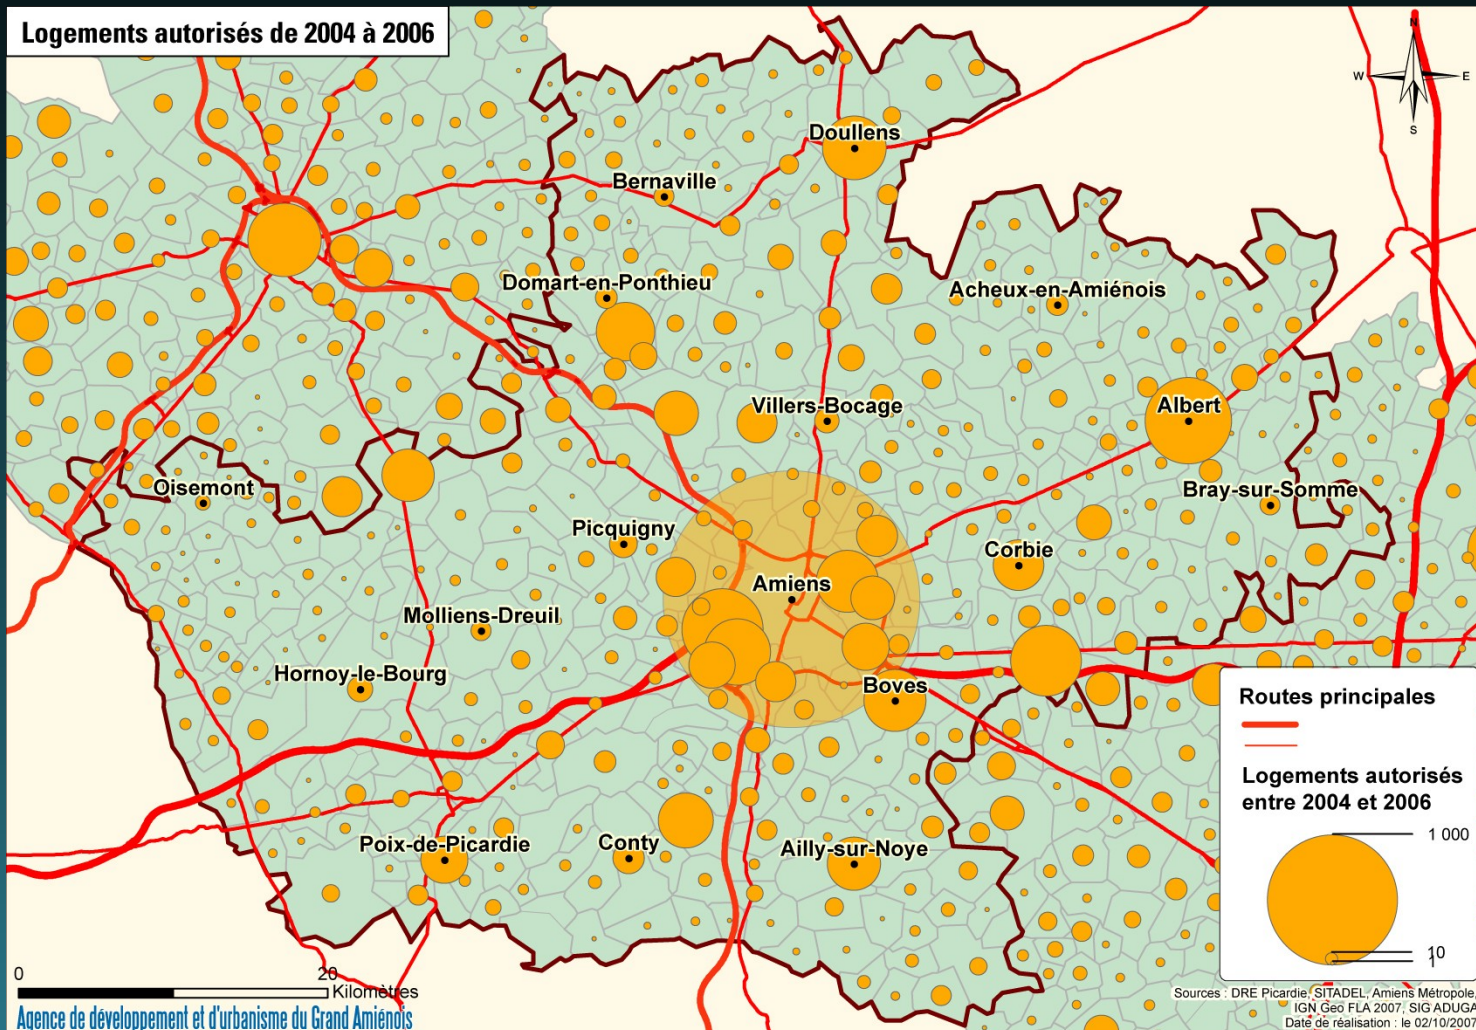 Logements autorisés de 2004 à 2006
N
W
E
S
Doullens
Bernaville
Domart-en-Ponthieu
Acheux-en-Amiénois
Villers-Bocage
Albert
Oisemont
Bray-sur-Somme
Picquigny
Corbie
Amiens
Molliens-Dreuil
Hornoy-le-Bourg
Boves
Poix-de-Picardie
Conty
Ailly-sur-Noye
Routes principales
Logements autorisés
entre 2004 et 2006
1 000
10
1
0
20
Kilomètres
Agence de développement et d'urbanisme du Grand Amiénois
Sources : DRE Picardie, SITADEL, Amiens Métropole,
IGN Géo FLA 2007, SIG ADUGA
Date de réalisation : le 02/10/2007